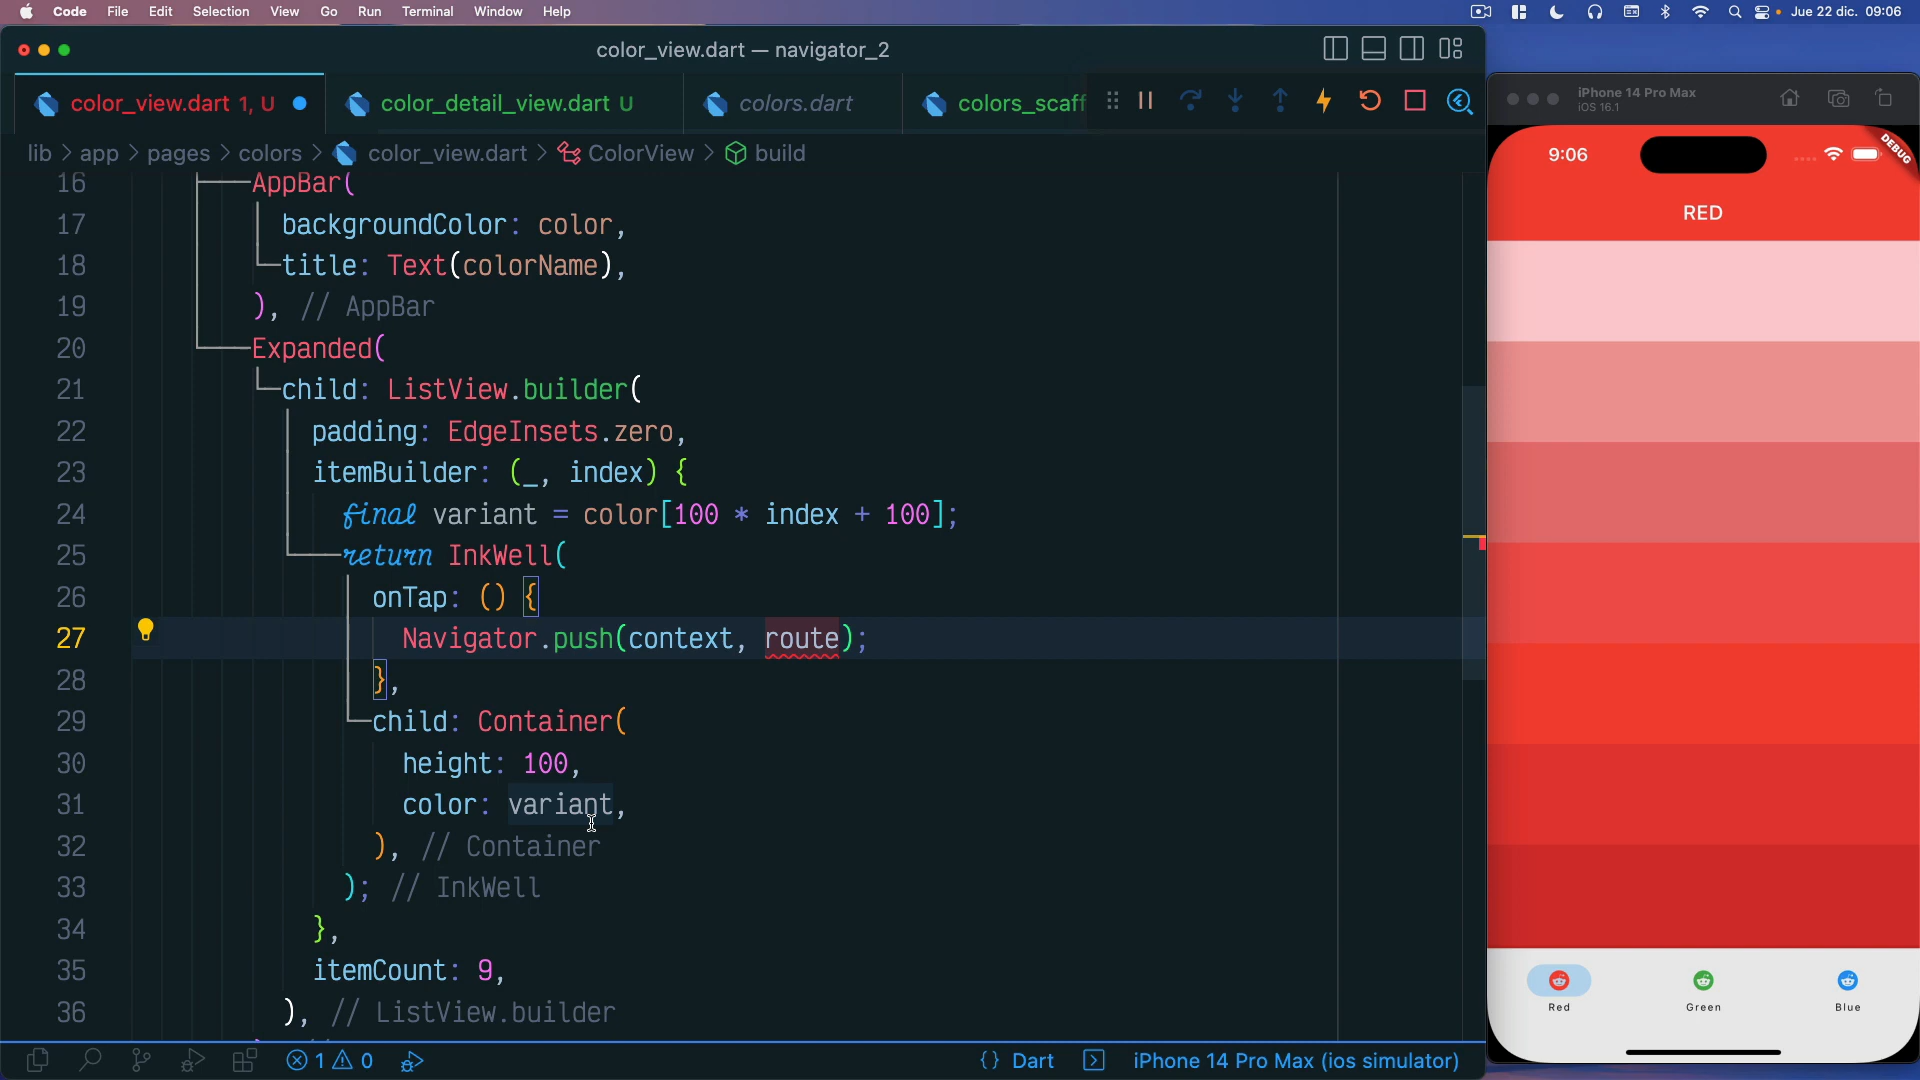 Code File Edit Selection View Go Run Terminal Window Help Jue 22 dic. 09:06
color_view.dart — navigator_2
color_view.dart 1, U color_detail_view.dart U colors.dart colors_scaff
lib > app > pages > colors > color_view.dart > ColorView > build
16 AppBar(
17 backgroundColor: color,
18 title: Text(colorName),
19 ), // AppBar
20 Expanded(
21 child: ListView.builder(
22 padding: EdgeInsets.zero,
23 itemBuilder: (_, index) {
24 final variant = color[100 * index + 100];
25 return InkWell(
26 onTap: () {
27 Navigator.push(context, route);
28 },
29 child: Container(
30 height: 100,
31 color: variant,
32 ), // Container
33 ); // InkWell
34 },
35 itemCount: 9,
36 ), // ListView.builder
1 0 {} Dart iPhone 14 Pro Max (ios simulator)
iPhone 14 Pro Max
iOS 16.1
9:06
DEBUG
RED
Red Green Blue